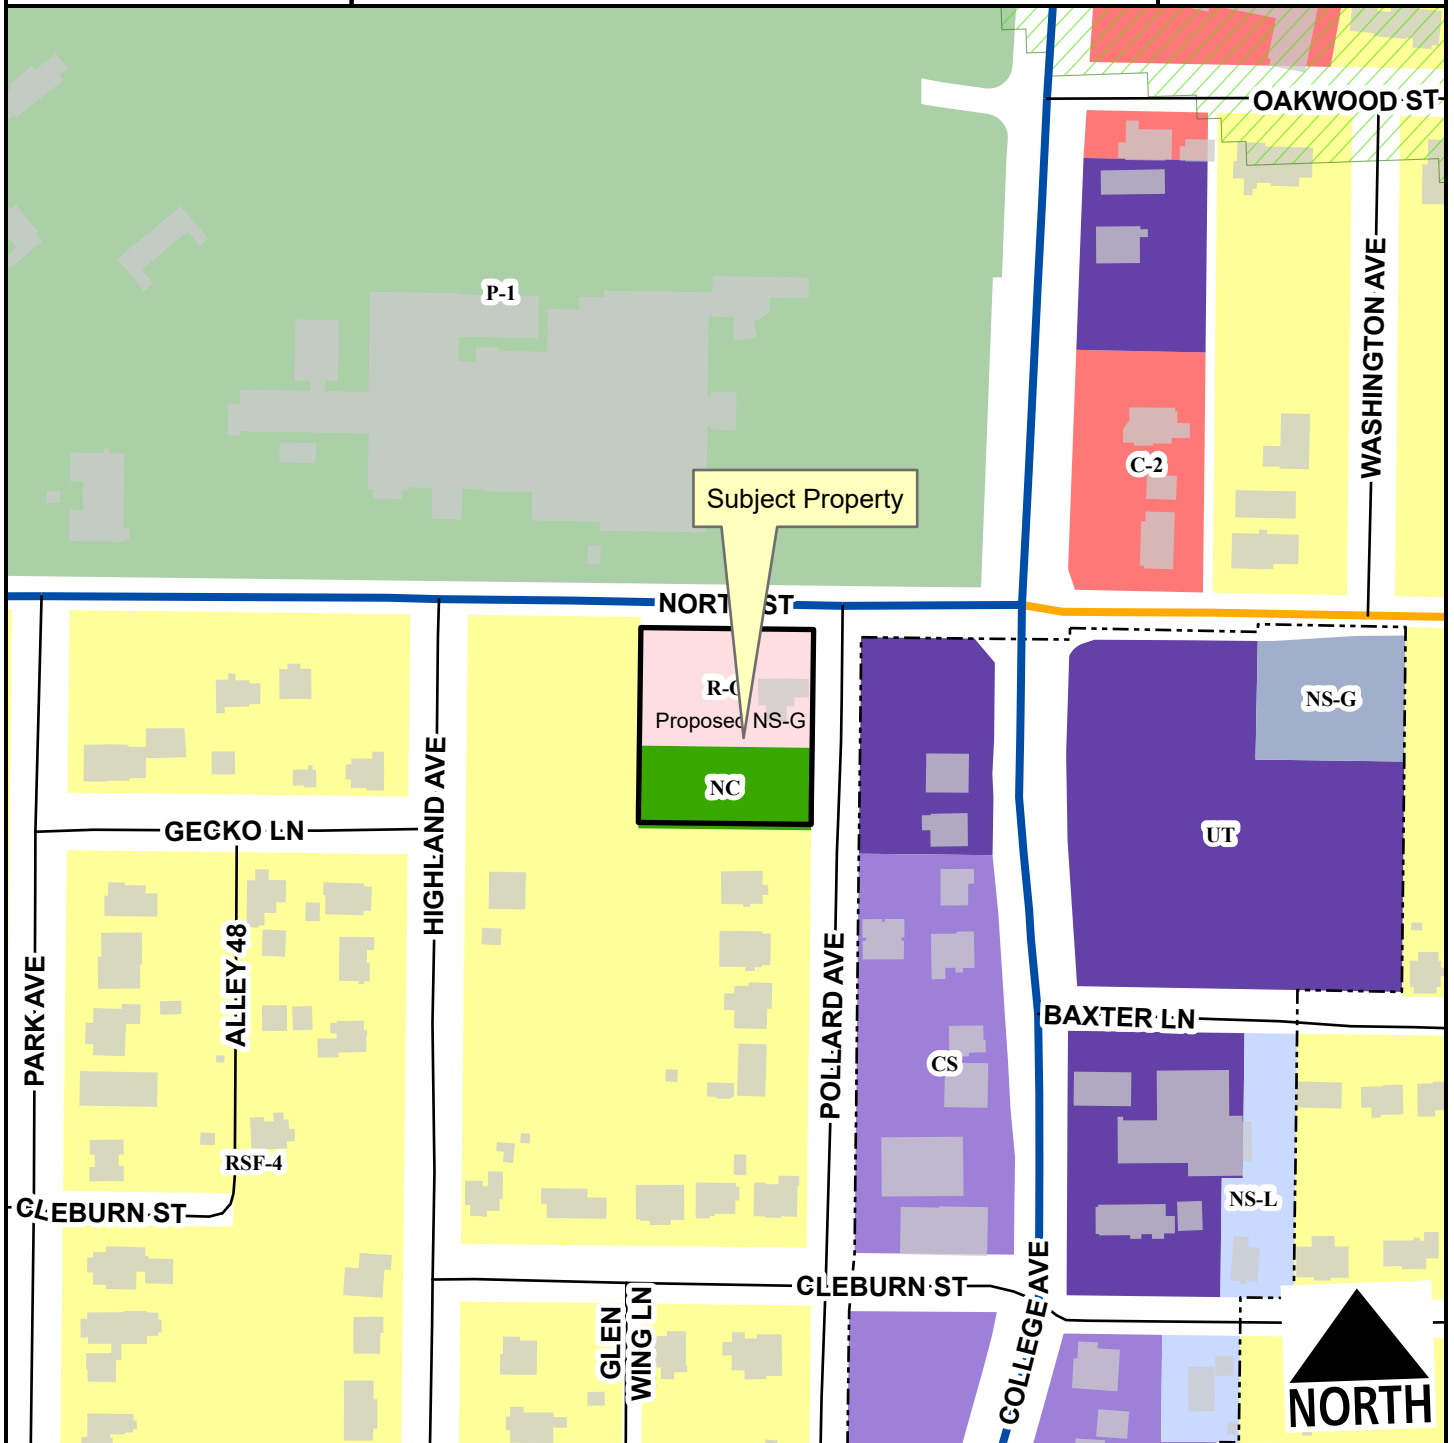 OAKWOOD ST
WASHINGTON AVE
P-1
C-2
Subject Property
NORTH ST
Proposed NS-G
NC
NS-G
UT
HIGHLAND AVE
GECKO LN
PARK AVE
ALLEY 48
POLLARD AVE
BAXTER LN
CS
RSF-4
NS-L
CLEBURN ST
CLEBURN ST
GLEN
WING LN
COLLEGE AVE
NORTH